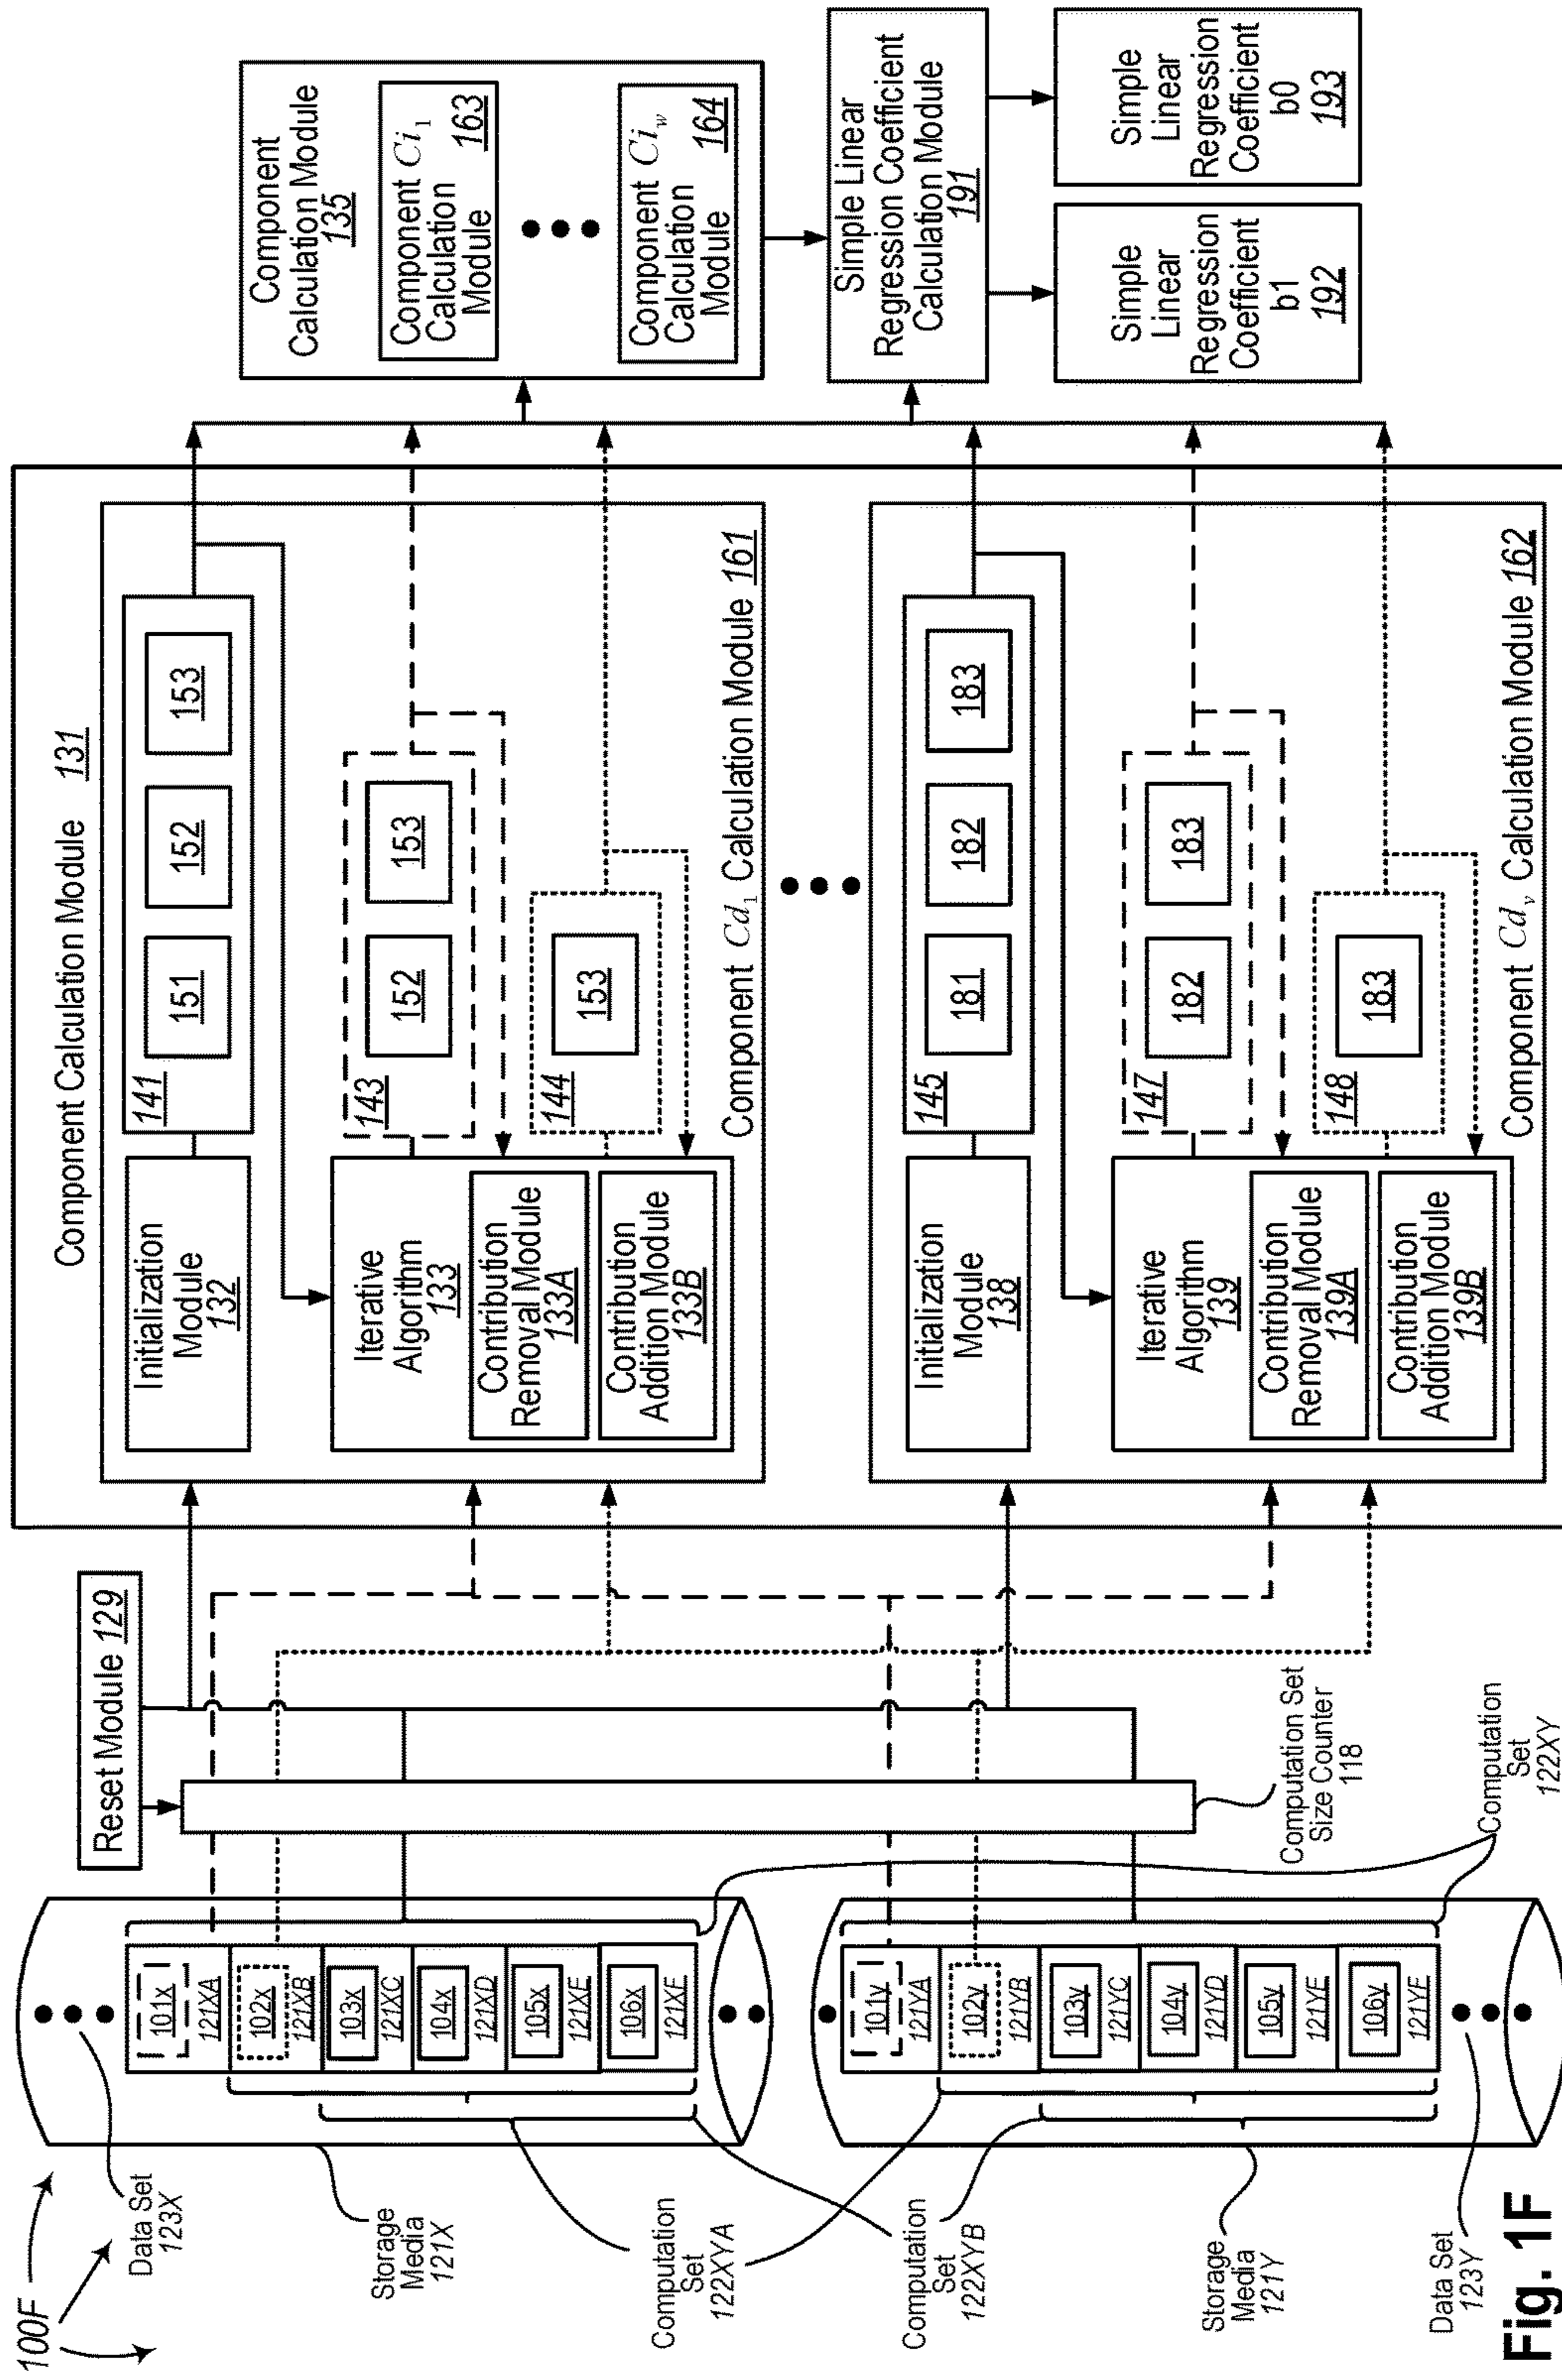 100F
Data Set
123X
Storage
Media
121X
Computation
Set
122XYA
Computation
Set
122XYB
Storage
Media
121Y
Data Set
123Y
101x
121XA
102x
121XB
103x
121XC
104x
121XD
105x
121XE
106x
121XF
101y
121YA
102y
121YB
103y
121YC
104y
121YD
105y
121YE
106y
121YF
Reset Module 129
Computation Set
Size Counter
118
Computation
Set
122XY
Component Calculation Module 131
Initialization
Module
132
141
151
152
153
Iterative
Algorithm
133
Contribution
Removal Module
133A
Contribution
Addition Module
133B
143
152
153
144
153
Component Cd1 Calculation Module 161
Initialization
Module
138
145
181
182
183
Iterative
Algorithm
139
Contribution
Removal Module
139A
Contribution
Addition Module
139B
147
182
183
148
183
Component Cdv Calculation Module 162
Component
Calculation Module
135
Component Ci1
Calculation
Module 163
Component Ciw
Calculation
Module 164
Simple Linear
Regression Coefficient
Calculation Module
191
Simple
Linear
Regression
Coefficient
b1
192
Simple
Linear
Regression
Coefficient
b0
193
Fig. 1F